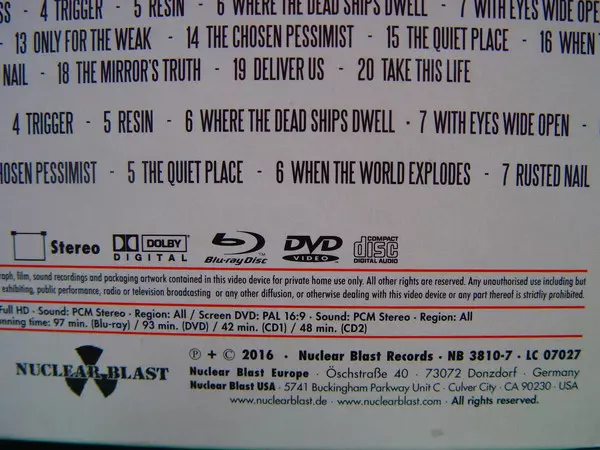 SS - 4 TRIGGER - 5 RESIN - 6 WHERE THE DEAD SHIPS DWELL - 7 WITH EYES WIDE OPE
- 13 ONLY FOR THE WEAK - 14 THE CHOSEN PESSIMIST - 15 THE QUIET PLACE - 16 WHEN T
NAIL - 18 THE MIRROR'S TRUTH - 19 DELIVER US - 20 TAKE THIS LIFE
4 TRIGGER - 5 RESIN - 6 WHERE THE DEAD SHIPS DWELL · 7 WITH EYES WIDE OPEN -
HOSEN PESSIMIST - 5 THE QUIET PLACE - 6 WHEN THE WORLD EXPLODES - 7 RUSTED NAIL
Stereo DOLBY DIGITAL Blu-ray Disc™ DVD VIDEO COMPACT disc DIGITAL AUDIO
raph, film, sound recordings and packaging artwork contained in this video device for private home use only. All other rights are reserved. Any unauthorised use including but
exhibiting, public performance, radio or television broadcasting or any other diffusion, or otherwise dealing with this video device or any part thereof is strictly prohibited.
Full HD · Sound: PCM Stereo · Region: All / Screen DVD: PAL 16:9 · Sound: PCM Stereo · Region: All
nning time: 97 min. (Blu-ray) / 93 min. (DVD) / 42 min. (CD1) / 48 min. (CD2)
NUCLEAR BLAST
℗ + © 2016 · Nuclear Blast Records · NB 3810-7 · LC 07027
Nuclear Blast Europe · Öschstraße 40 · 73072 Donzdorf · Germany
Nuclear Blast USA · 5741 Buckingham Parkway Unit C · Culver City · CA 90230 · USA
www.nuclearblast.de · www.nuclearblast.com · All rights reserved.